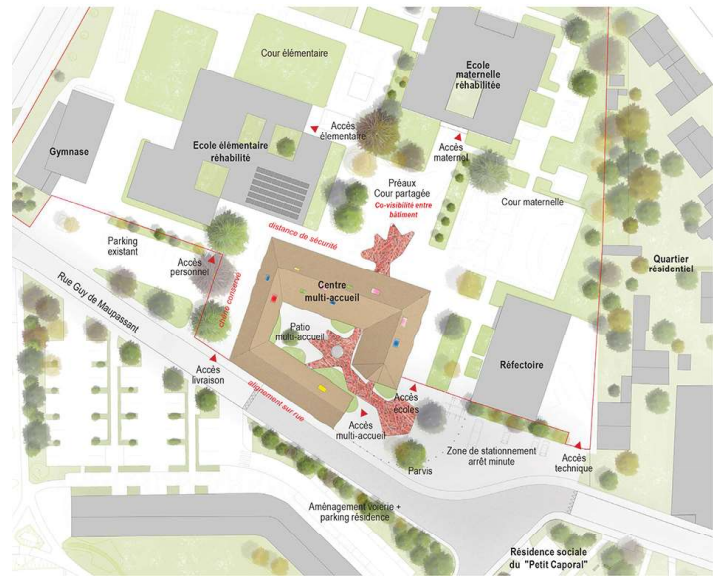 Cour élémentaire
Ecole
maternelle
réhabilitée
Accès
élementaire
Accès
maternel
Gymnase
Ecole élémentaire
réhabilité
Préaux
Cour partagée
Co-visibilité entre
bâtiment
Cour maternelle
distance de sécurité
Parking
existant
Accès
personnel
Quartier
résidentiel
Rue Guy de Maupassant
chêne conservé
Centre
multi-accueil
Patio
multi-accueil
Réfectoire
Accès
livraison
alignement sur rue
Accès
écoles
Accès
multi-accueil
Zone de stationnement
arrêt minute
Accès
technique
Parvis
Aménagement voierie +
parking résidence
Résidence sociale
du "Petit Caporal"